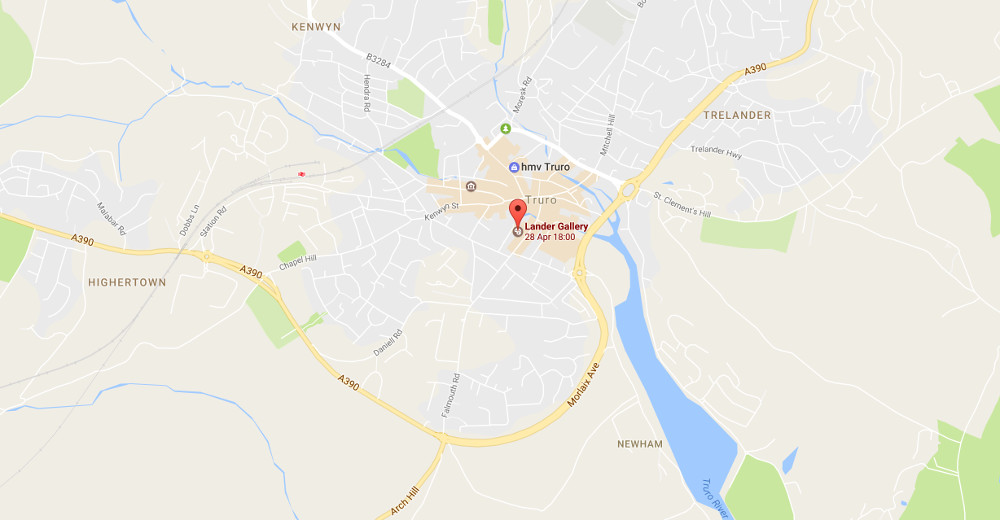 KENWYN
Bo
B3284
A390
Hendra Rd
Moresk Rd
Mitchell Hill
TRELANDER
Trelander Hwy
hmv Truro
St. Clement's Hill
Truro
Kenwyn St
Malabar Rd
Dobbs Ln
Station Rd
Lander Gallery
28 Apr 18:00
A390
A390
Chapel Hill
HIGHERTOWN
Daniell Rd
A390
Falmouth Rd
Morlaix Ave
NEWHAM
Arch Hill
Truro River